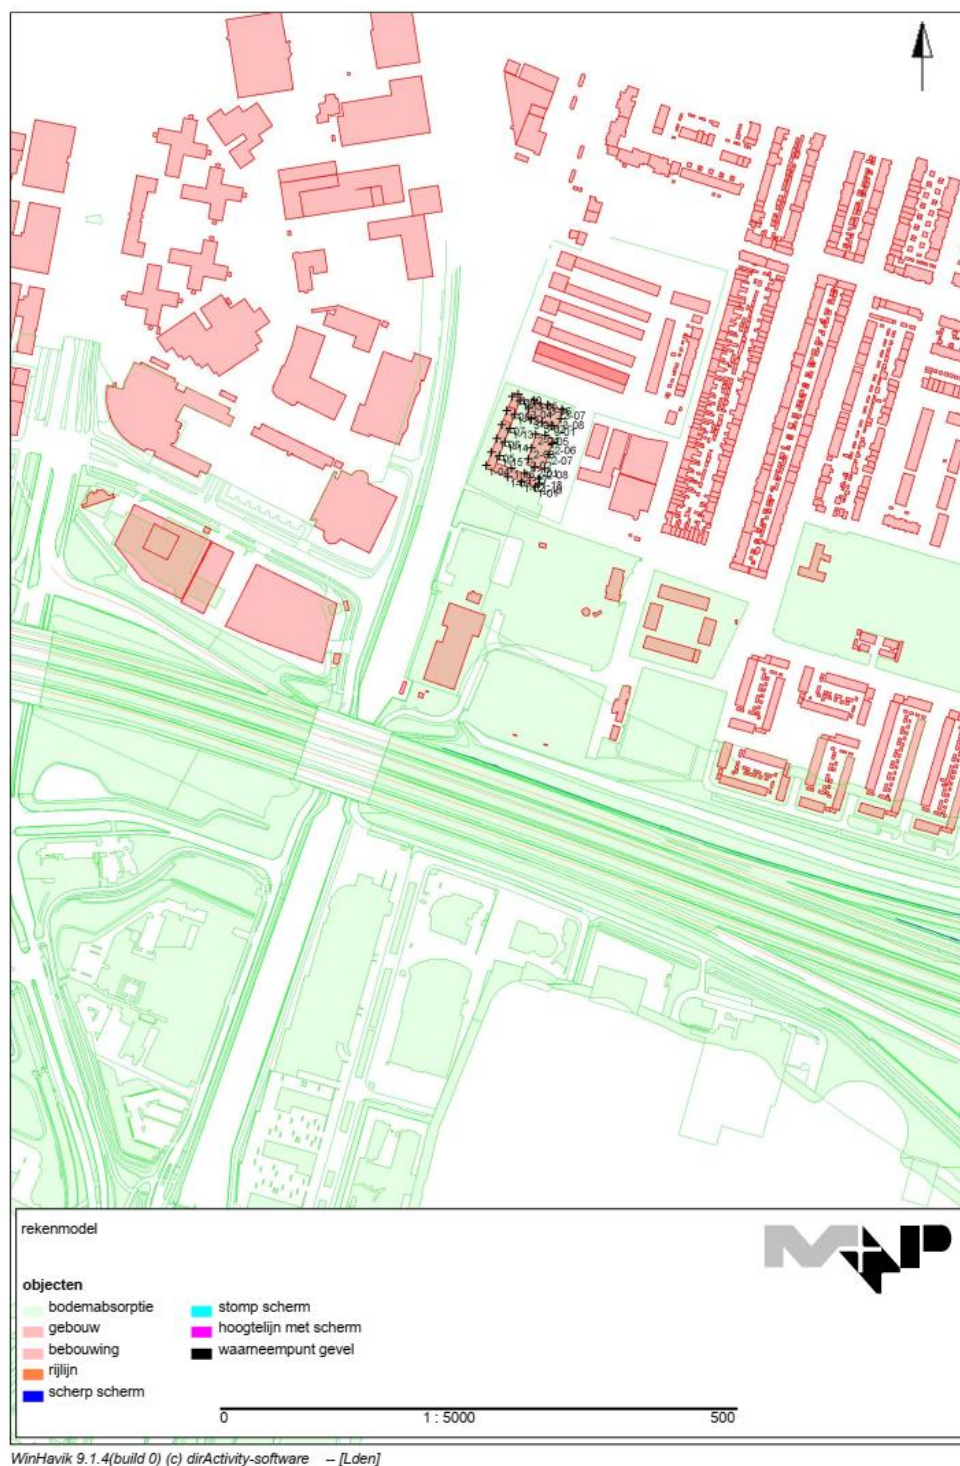 rekenmodel
M+P
objecten
bodemabsorptie
gebouw
bebouwing
rijlijn
scherp scherm
stomp scherm
hoogtelijn met scherm
waarneempunt gevel
0 1 : 5000 500
WinHavik 9.1.4(build 0) (c) dirActivity-software -- [Lden]